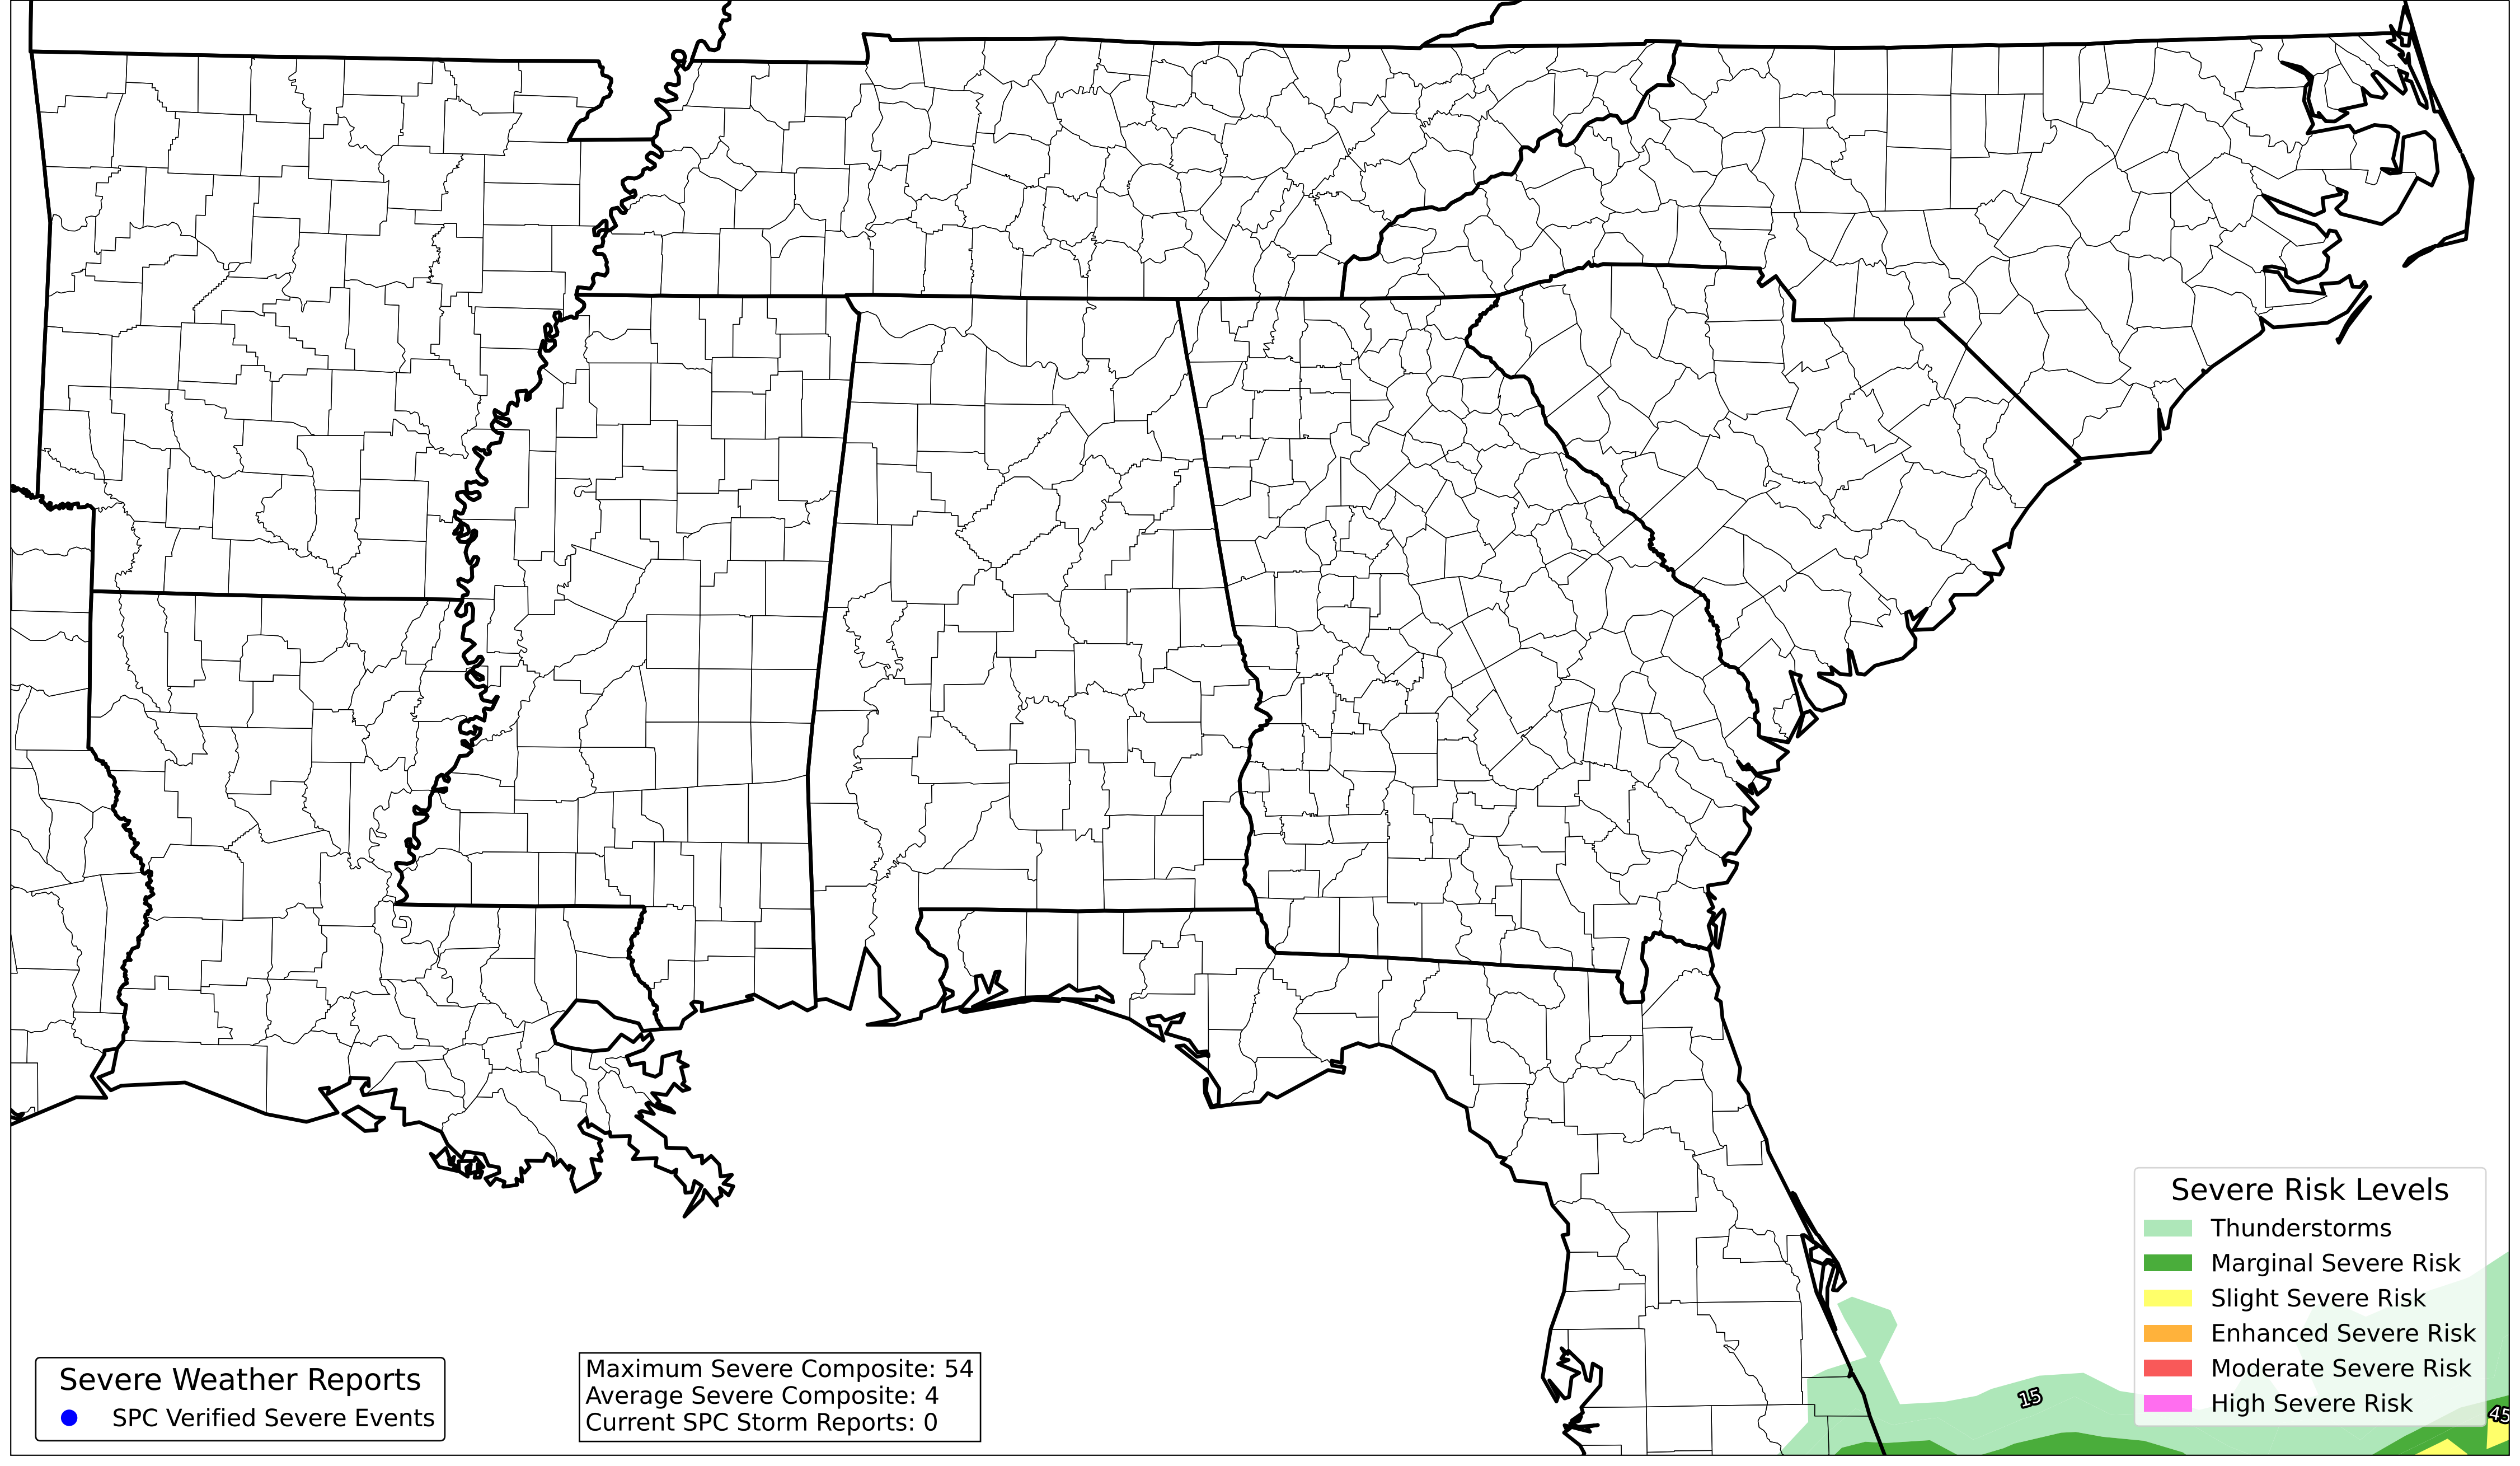 Severe Risk Levels
Thunderstorms
Marginal Severe Risk
Slight Severe Risk
Enhanced Severe Risk
Moderate Severe Risk
High Severe Risk
Severe Weather Reports
SPC Verified Severe Events
Maximum Severe Composite: 54
Average Severe Composite: 4
Current SPC Storm Reports: 0
15
45